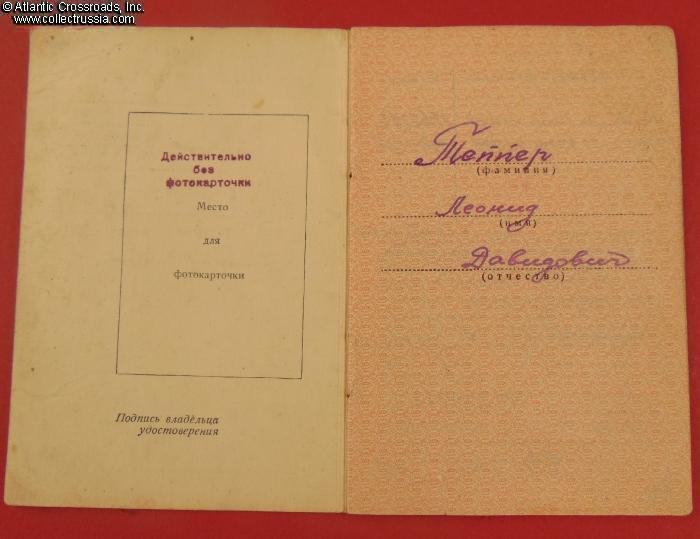 © Atlantic Crossroads, Inc.
www.collectrussia.com
Действительно
без
фотокарточки
Место
для
фотокарточки
Подпись владельца
удостоверения
Теппер
(фамилия)
Леонид
(имя)
Давидович
(отчество)